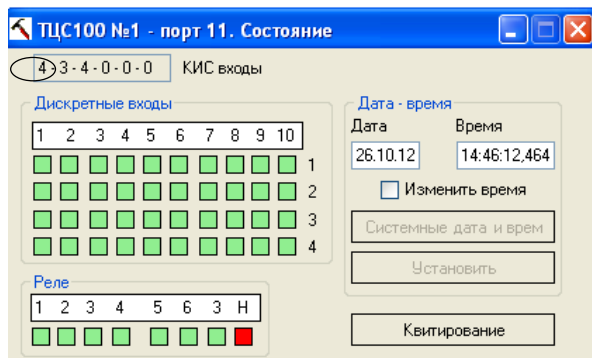 ТЦС100 №1 - порт 11. Состояние
4-3-4-0-0-0 КИС входы
Дискретные входы
1 2 3 4 5 6 7 8 9 10
1
2
3
4
Реле
1 2 3 4 5 6 3 Н
Дата - время
Дата Время
26.10.12 14:46:12,464
Изменить время
Системные дата и врем
Установить
Квитирование